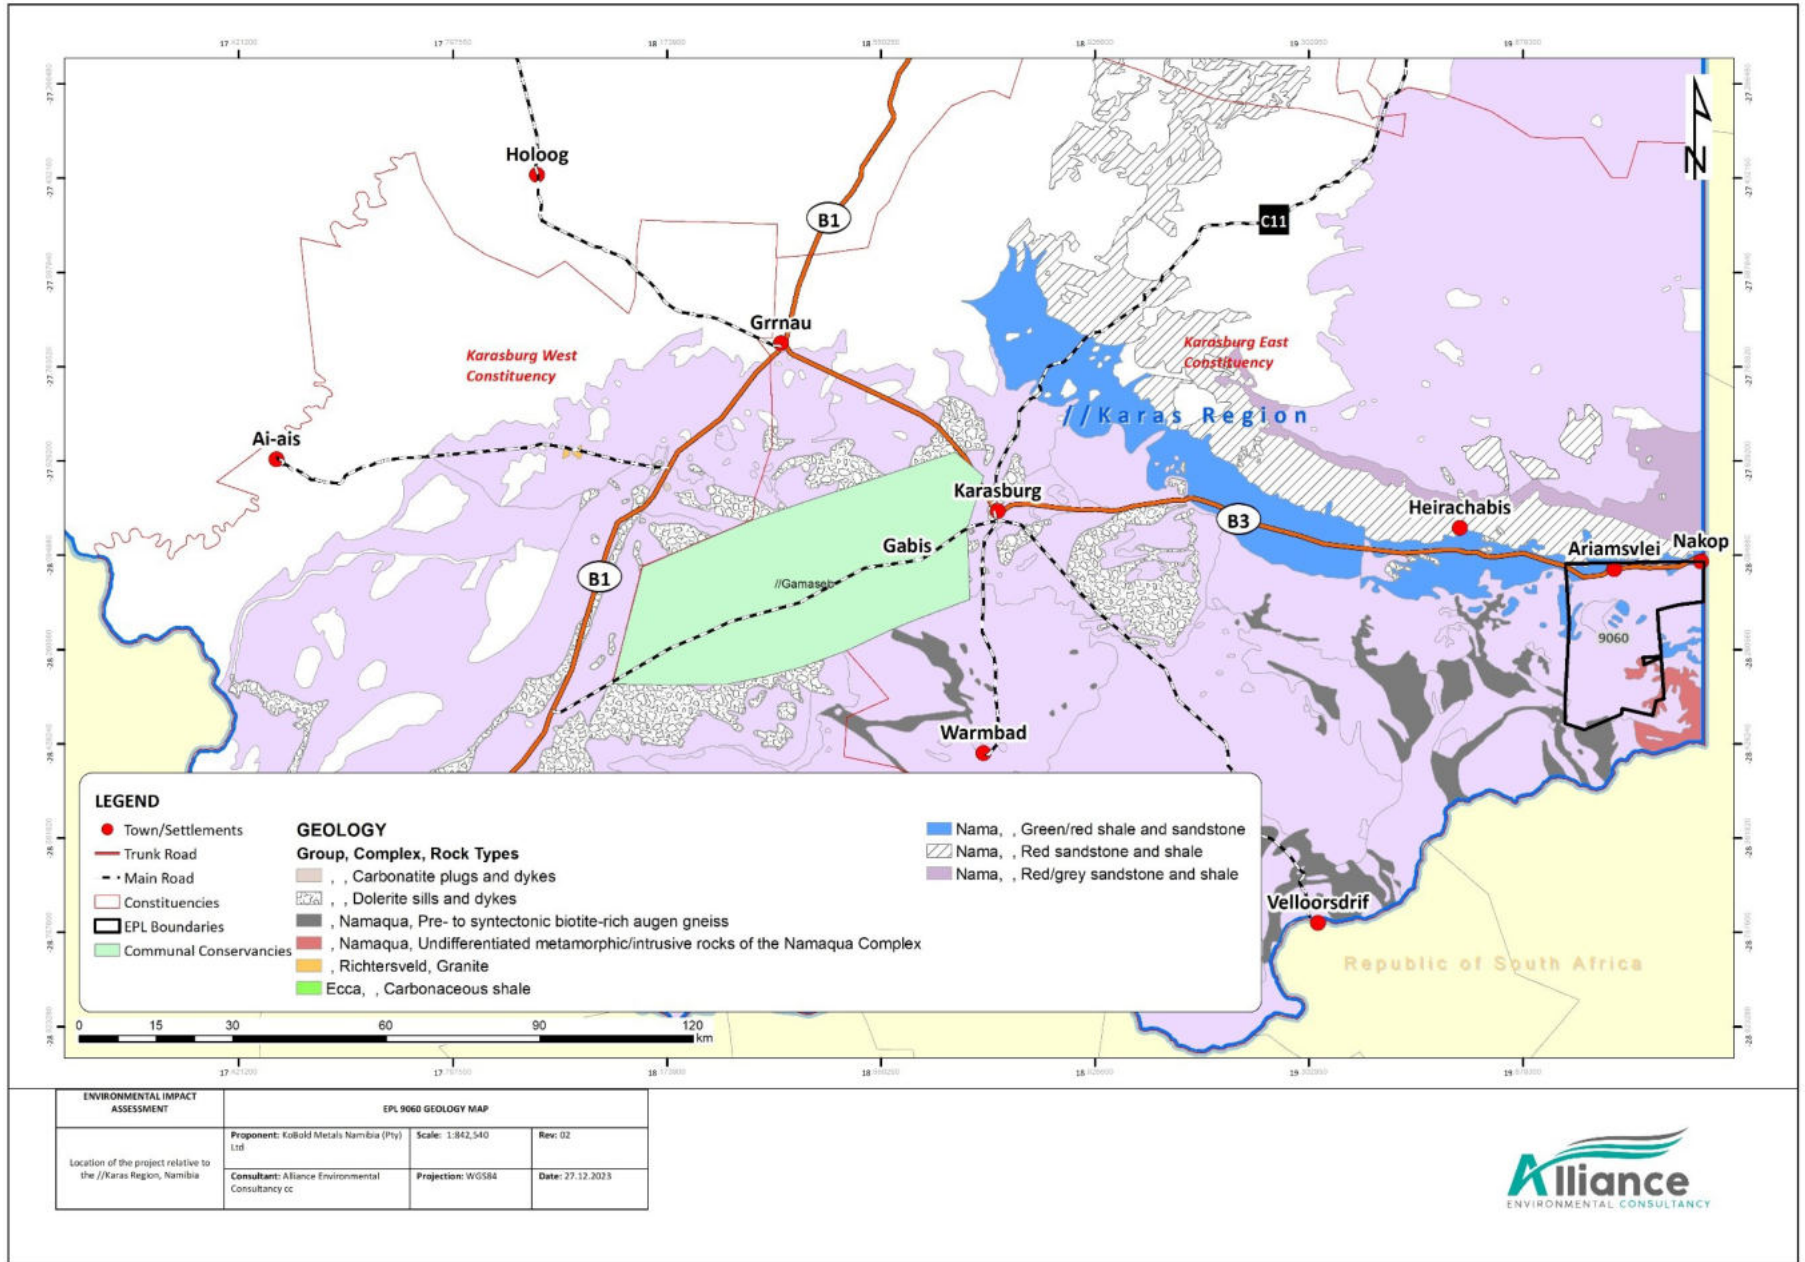 Holoog
B1
C11
Grrnau
Karasburg West
Constituency
Karasburg East
Constituency
//Karas Region
Ai-ais
Karasburg
B3
Heirachabis
Gabis
Ariamsvlei
Nakop
B1
//Gamaseb
9060
N
Warmbad
Velloorsdrif
Republic of South Africa
LEGEND
Town/Settlements
Trunk Road
Main Road
Constituencies
EPL Boundaries
Communal Conservancies
GEOLOGY
Group, Complex, Rock Types
, , Carbonatite plugs and dykes
, , Dolerite sills and dykes
, Namaqua, Pre- to syntectonic biotite-rich augen gneiss
, Namaqua, Undifferentiated metamorphic/intrusive rocks of the Namaqua Complex
, Richtersveld, Granite
Ecca, , Carbonaceous shale
Nama, , Green/red shale and sandstone
Nama, , Red sandstone and shale
Nama, , Red/grey sandstone and shale
0 15 30 60 90 120
km
ENVIRONMENTAL IMPACT
ASSESSMENT
EPL 9060 GEOLOGY MAP
Location of the project relative to
the //Karas Region, Namibia
Proponent: KoBold Metals Namibia (Pty)
Ltd
Scale: 1:842,540
Rev: 02
Consultant: Alliance Environmental
Consultancy cc
Projection: WGS84
Date: 27.12.2023
Alliance
ENVIRONMENTAL CONSULTANCY